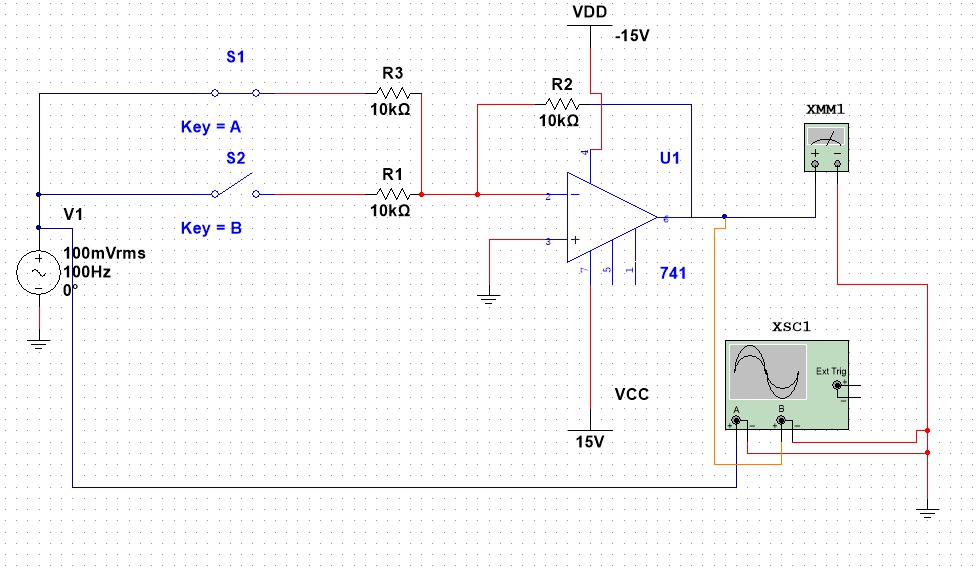 VDD
-15V
S1
R3
10kΩ
Key = A
R2
10kΩ
XMM1
+ −
S2
4
U1
R1
10kΩ
2
−
V1
Key = B
6
3
+
100mVrms
100Hz
0°
+
−
7
5
1
741
XSC1
Ext Trig
+
−
VCC
A
B
+ − + −
15V